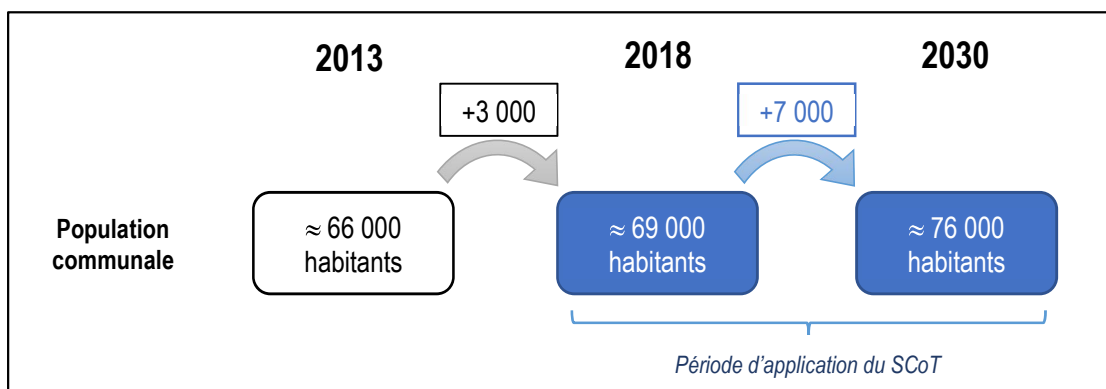 2013 2018 2030
+3 000 +7 000
Population
communale
≈ 66 000
habitants
≈ 69 000
habitants
≈ 76 000
habitants
Période d’application du SCoT